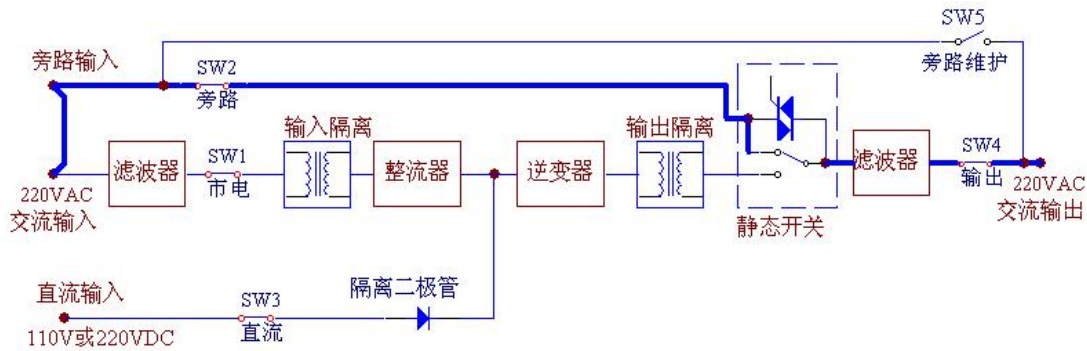 SW5
旁路维护
旁路输入
SW2
旁路
输入隔离
输出隔离
滤波器
SW1
市电
整流器
逆变器
滤波器
SW4
输出
220VAC
交流输入
静态开关
220VAC
交流输出
直流输入
SW3
直流
隔离二极管
110V或220VDC